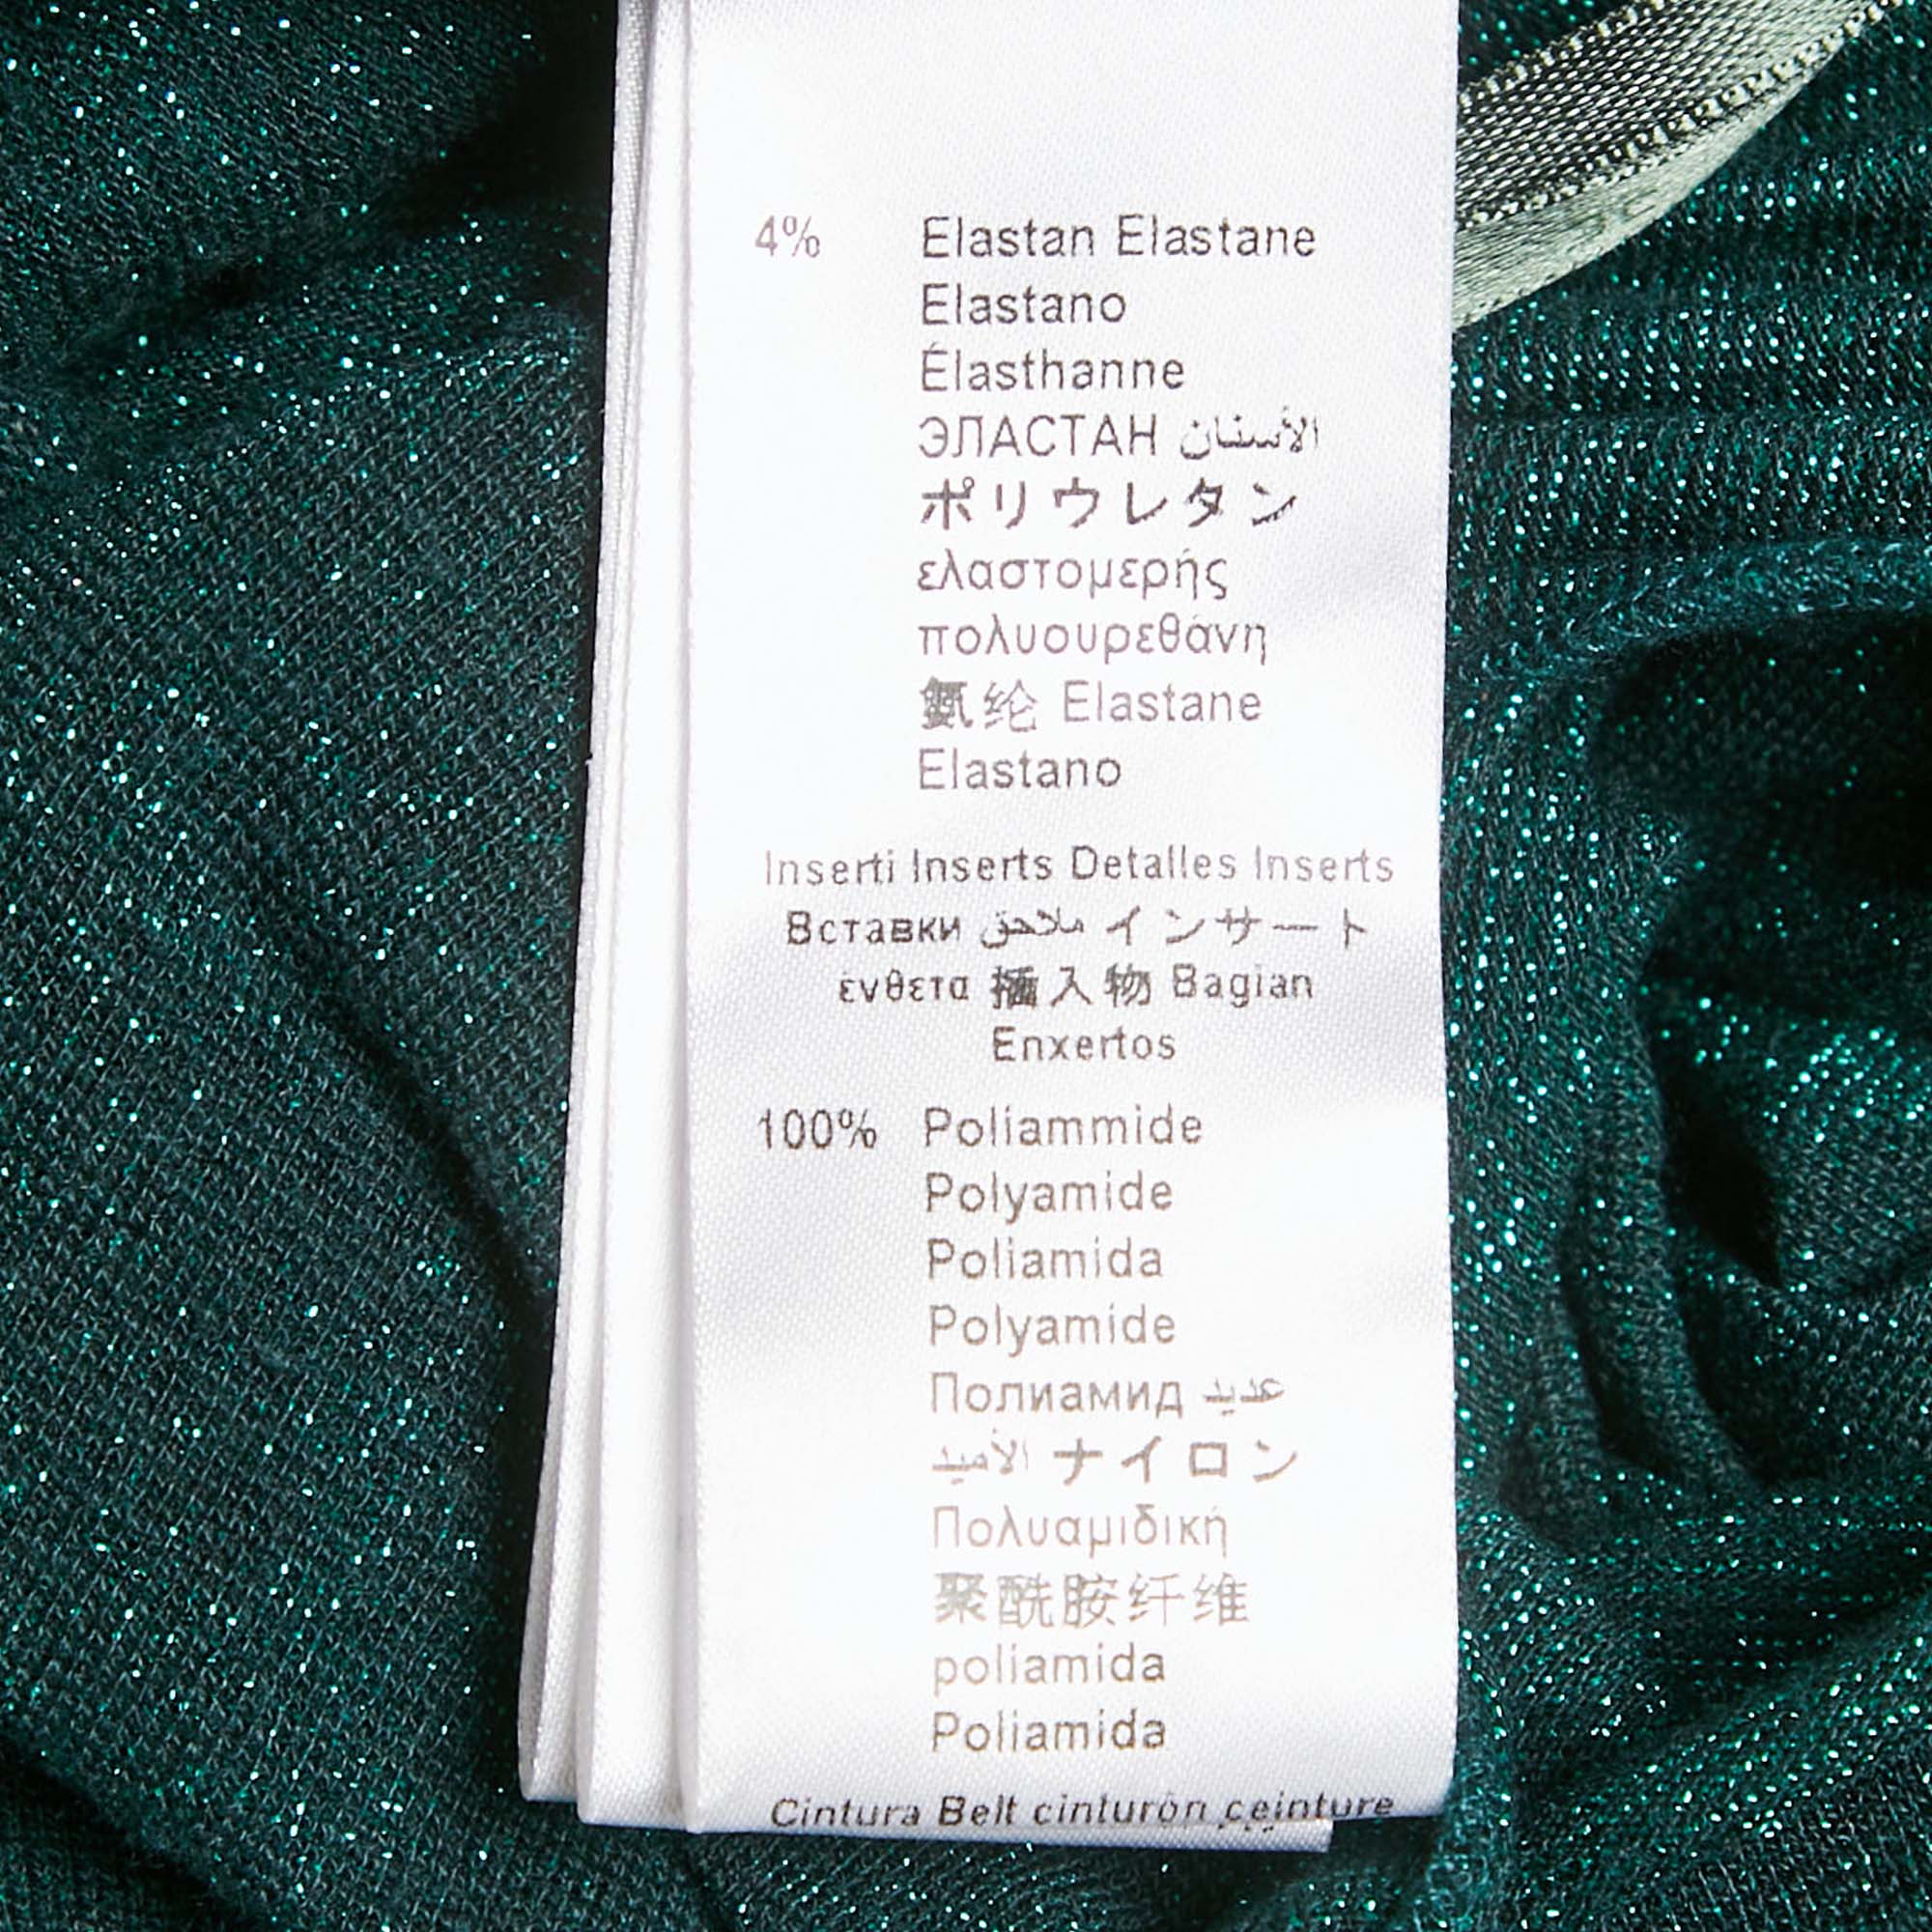 4% Elastan Elastane
Elastano
Élasthanne
ЭЛАСТАН الأستان
ポリウレタン
ελαστομερής
πολυουρεθάνη
氨纶 Elastane
Elastano
Inserti Inserts Detalles Inserts
Вставки ملاحق インサート
ένθετα 插入物 Bagian
Enxertos
100% Poliammide
Polyamide
Poliamida
Polyamide
Полиамид عديد
الأميد ナイロン
Πολυαμιδική
聚酰胺纤维
poliamida
Poliamida
Cintura Belt cinturón ceinture